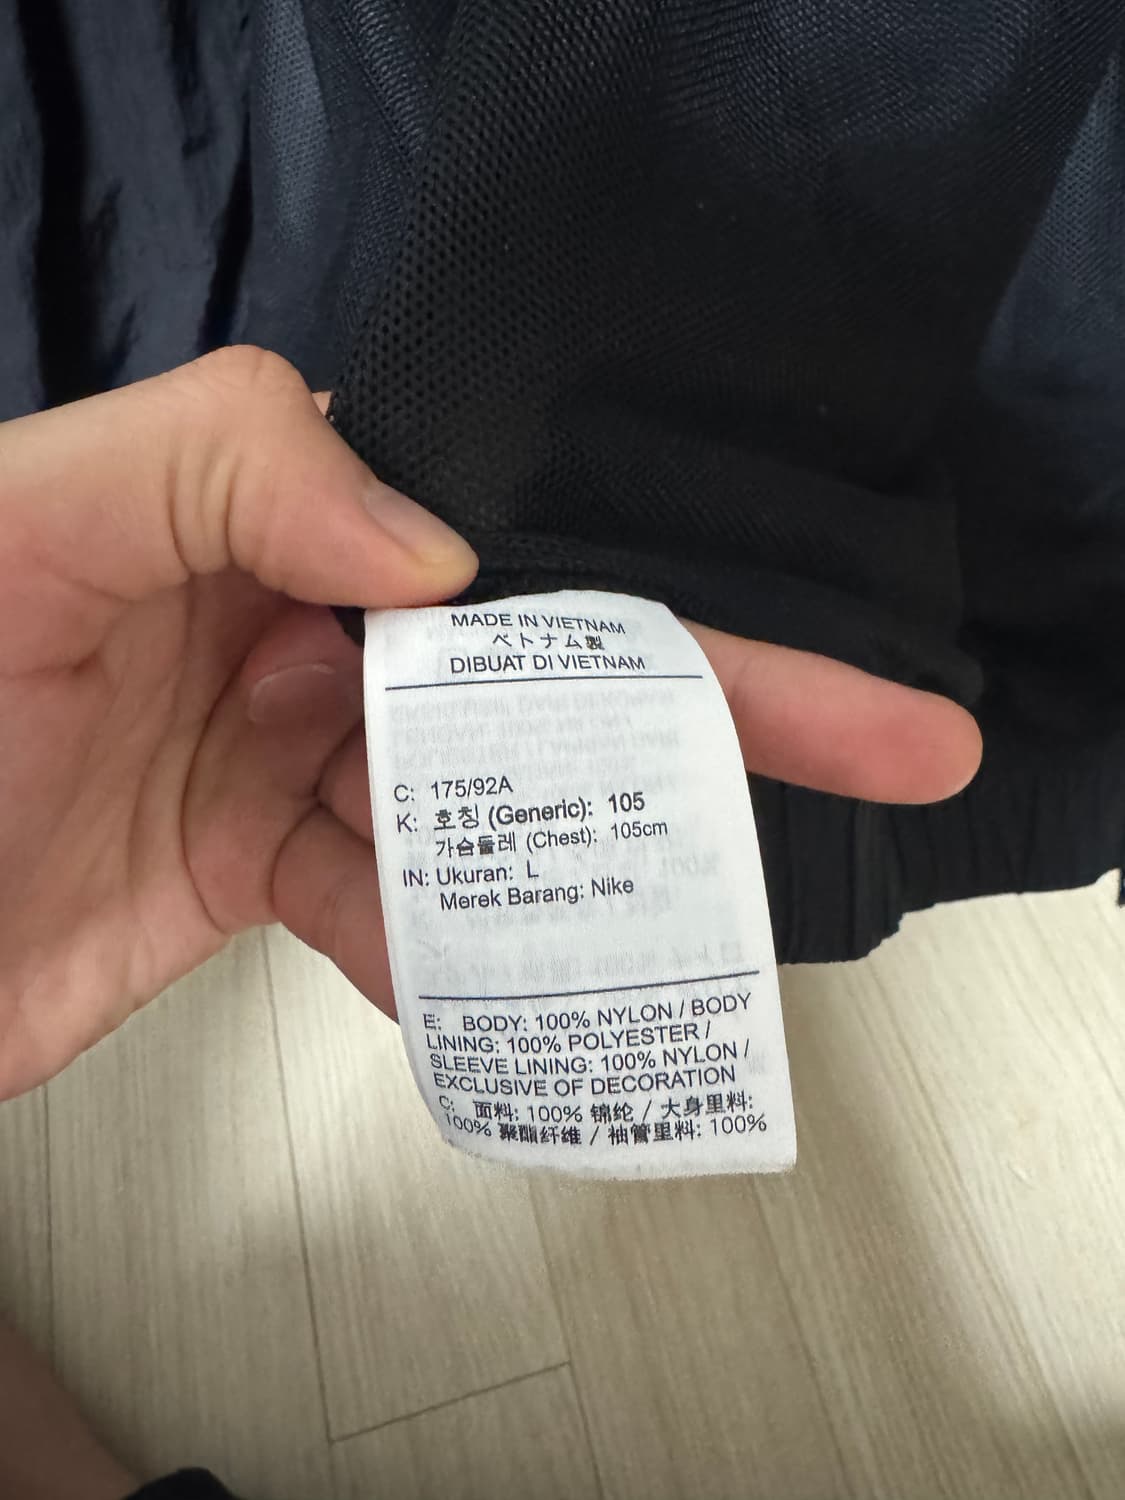 MADE IN VIETNAM
ベトナム製
DIBUAT DI VIETNAM
C: 175/92A
K: 호칭 (Generic): 105
가슴둘레 (Chest): 105cm
IN: Ukuran: L
Merek Barang: Nike
E: BODY: 100% NYLON / BODY
LINING: 100% POLYESTER /
SLEEVE LINING: 100% NYLON /
EXCLUSIVE OF DECORATION
C: 面料: 100% 锦纶 / 大身里料:
100% 聚酯纤维 / 袖管里料: 100%